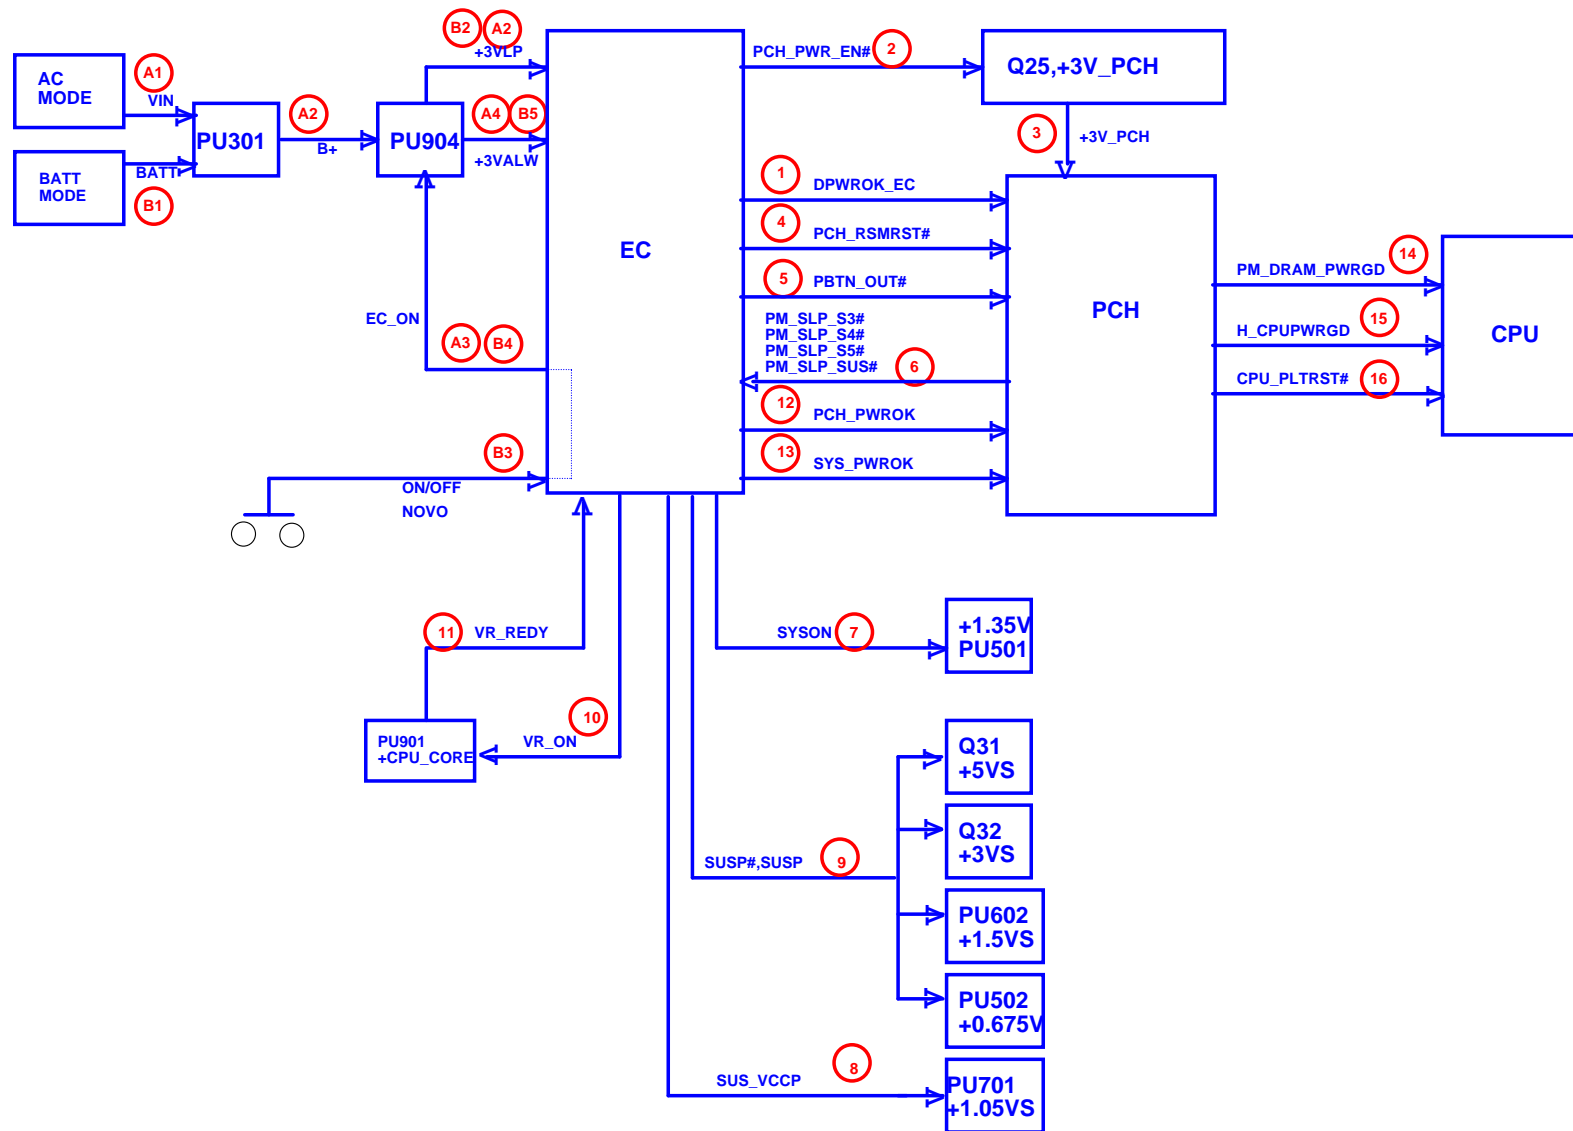 B2
A2
+3VLP
AC
MODE
A1
VIN
PU301
A2
B+
PU904
A4
B5
+3VALW
BATT
MODE
BATT
B1
EC
PCH_PWR_EN#
2
Q25,+3V_PCH
3
+3V_PCH
1
DPWROK_EC
4
PCH_RSMRST#
5
PBTN_OUT#
PM_SLP_S3#
PM_SLP_S4#
PM_SLP_S5#
PM_SLP_SUS#
6
12
PCH_PWROK
13
SYS_PWROK
PCH
PM_DRAM_PWRGD
14
H_CPUPWRGD
15
CPU_PLTRST#
16
CPU
EC_ON
A3
B4
B3
ON/OFF
NOVO
11
VR_REDY
10
VR_ON
PU901
+CPU_CORE
SYSON
7
+1.35V
PU501
Q31
+5VS
Q32
+3VS
SUSP#,SUSP
9
PU602
+1.5VS
PU502
+0.675V
SUS_VCCP
8
PU701
+1.05VS